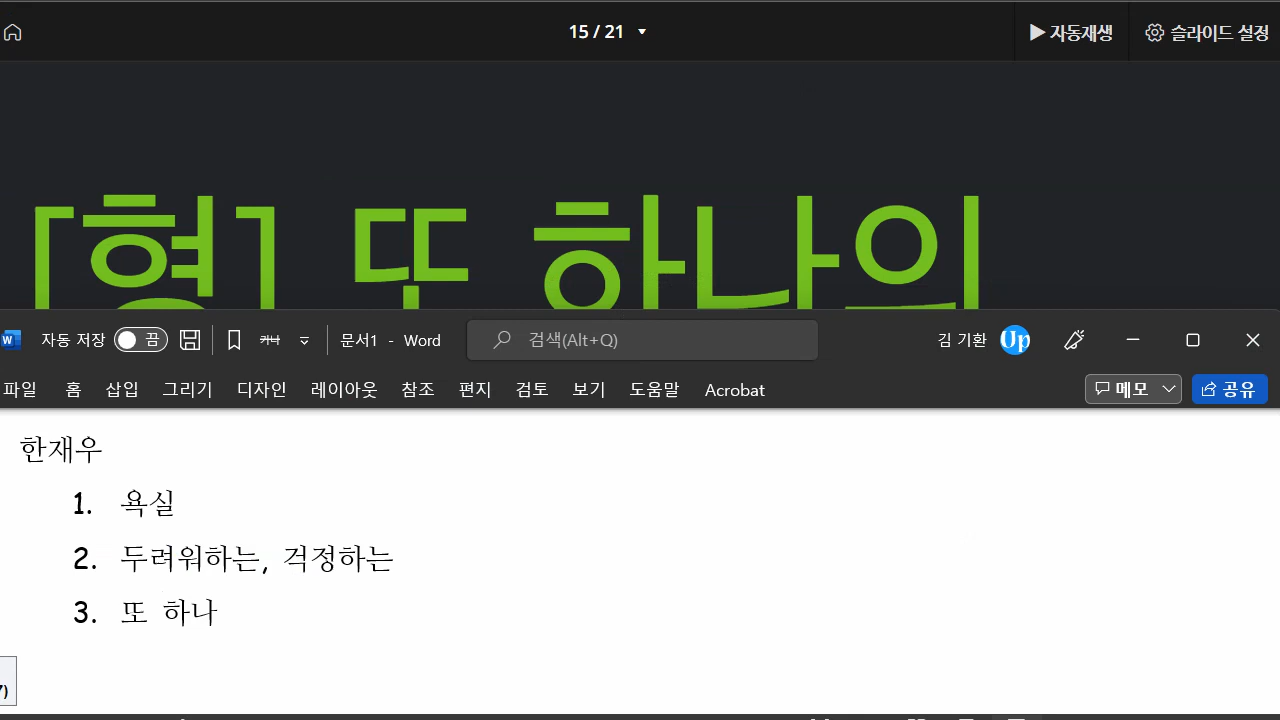 15 / 21
자동재생
슬라이드 설정
[형] 또 하나의
자동 저장 끔
가나
문서1 - Word
검색(Alt+Q)
김 기환
Up
파일 홈 삽입 그리기 디자인 레이아웃 참조 편지 검토 보기 도움말 Acrobat
메모
공유
한재우
1. 욕실
2. 두려워하는, 걱정하는
3. 또 하나
7)